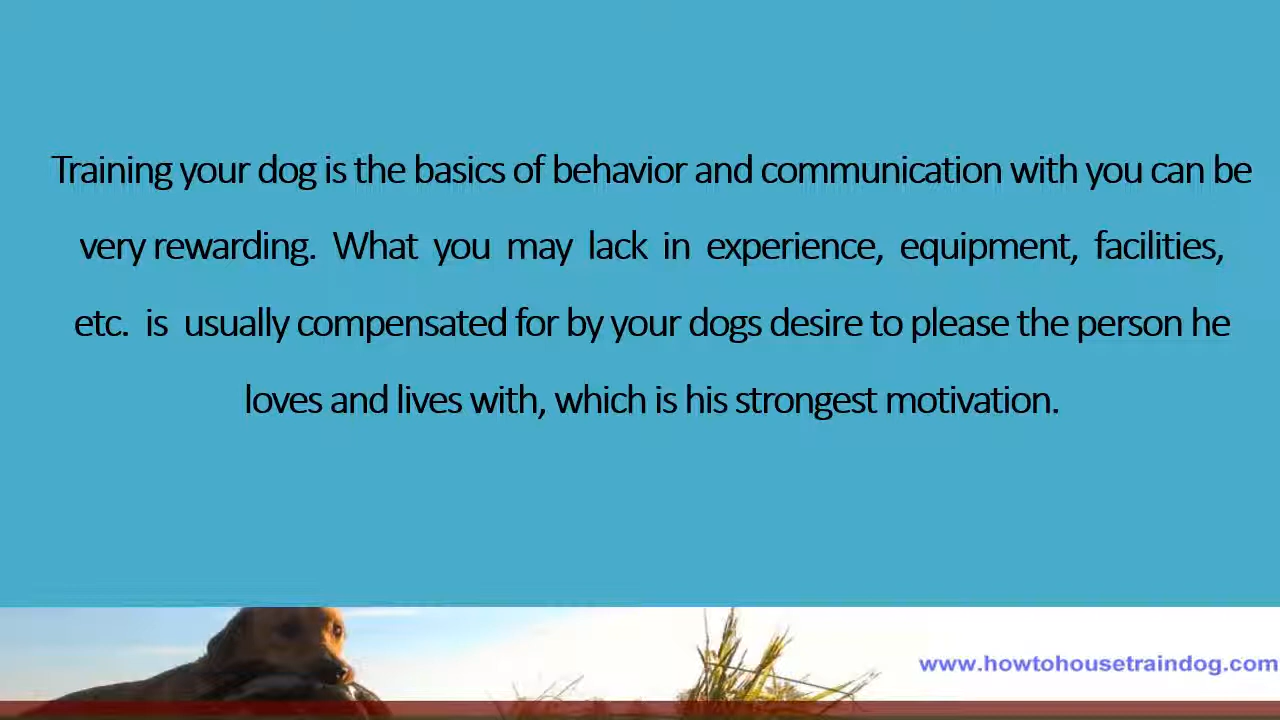 Training your dog is the basics of behavior and communication with you can be
very rewarding. What you may lack in experience, equipment, facilities,
etc. is usually compensated for by your dogs desire to please the person he
loves and lives with, which is his strongest motivation.
www.howtohousetraindog.com